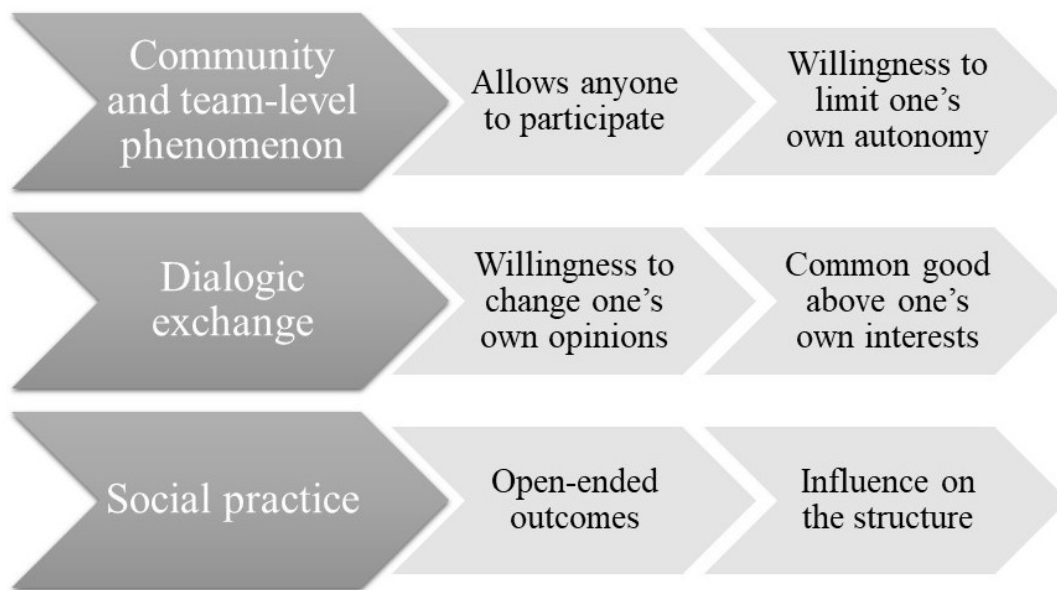 Community
and team-level
phenomenon
Allows anyone
to participate
Willingness to
limit one’s
own autonomy
Dialogic
exchange
Willingness to
change one’s
own opinions
Common good
above one’s
own interests
Social practice
Open-ended
outcomes
Influence on
the structure